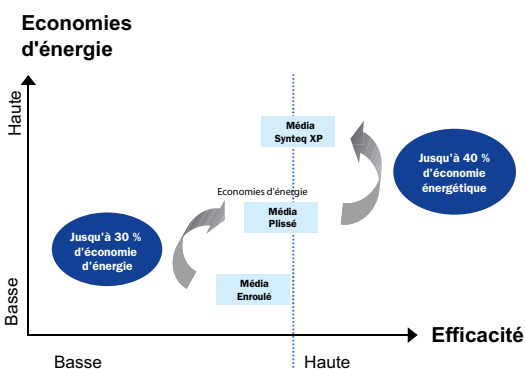 Economies
d'énergie
Haute
Média
Synteq XP
Jusqu'à 40 %
d'économie
énergétique
Economies d'énergie
Média
Plissé
Jusqu'à 30 %
d'économie
d'énergie
Média
Enroulé
Basse
Efficacité
Basse
Haute